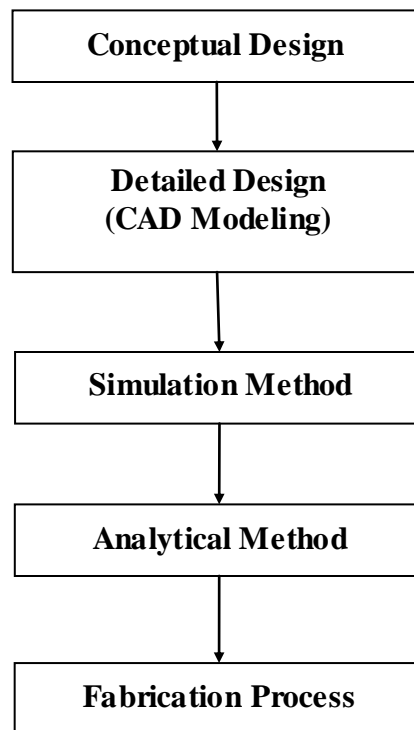 Conceptual Design
Detailed Design
(CAD Modeling)
Simulation Method
Analytical Method
Fabrication Process